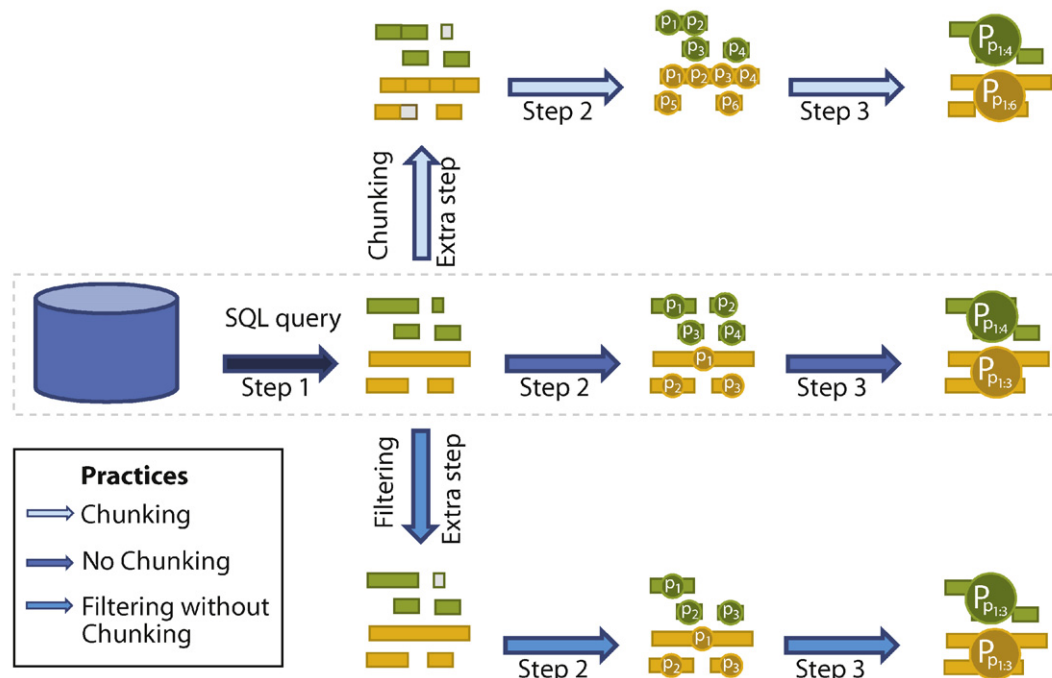 p1 p2
p3 p4
p1 p2 p3 p4
p5 p6
Step 2
Step 3
Pp1:4
Pp1:6
Chunking
Extra step
SQL query
Step 1
p1 p2
p3 p4
p1
p2 p3
Step 2
Step 3
Pp1:4
Pp1:3
Filtering
Extra step
Practices
Chunking
No Chunking
Filtering without
Chunking
p1
p2 p3
p1
p2 p3
Step 2
Step 3
Pp1:3
Pp1:3